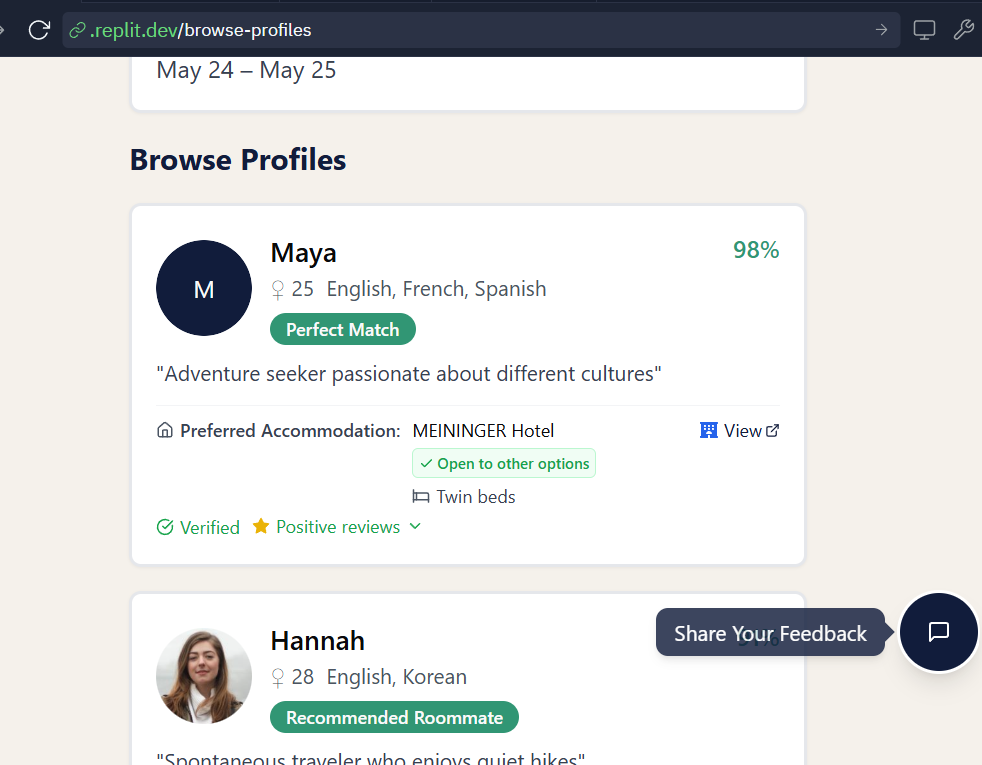 .replit.dev/browse-profiles
May 24 – May 25
Browse Profiles
M
Maya
98%
25 English, French, Spanish
Perfect Match
"Adventure seeker passionate about different cultures"
Preferred Accommodation: MEININGER Hotel
View
Open to other options
Twin beds
Verified
Positive reviews
Hannah
Share Your Feedback
28 English, Korean
Recommended Roommate
"Spontaneous traveler who enjoys quiet hikes"